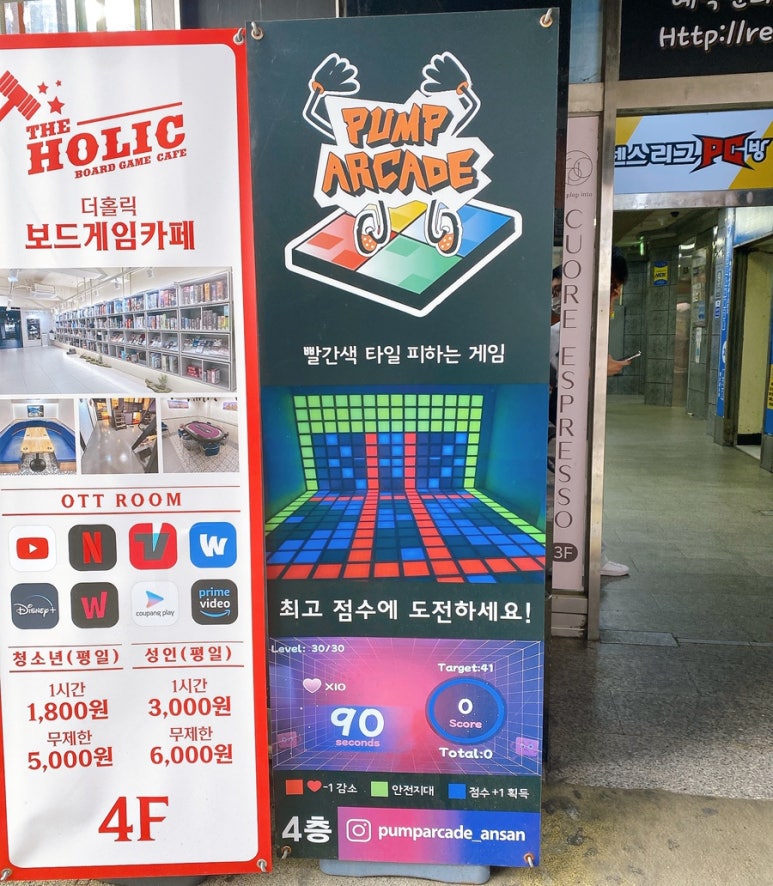 THE
HOLIC
BOARD GAME CAFE
더홀릭
보드게임카페
OTT ROOM
N
W
W
Disney+
coupang play
prime
video
청소년(평일)
성인(평일)
1시간
1,800원
무제한
5,000원
1시간
3,000원
무제한
6,000원
4F
PUMP
ARCADE
빨간색 타일 피하는 게임
최고 점수에 도전하세요!
Level: 30/30
X10
90
seconds
Target:41
0
Score
Total:0
-1 감소
안전지대
점수 +1 획득
4층
pumparcade_ansan
CUORE ESPRESSO
3F
Http://re
스리그PC방